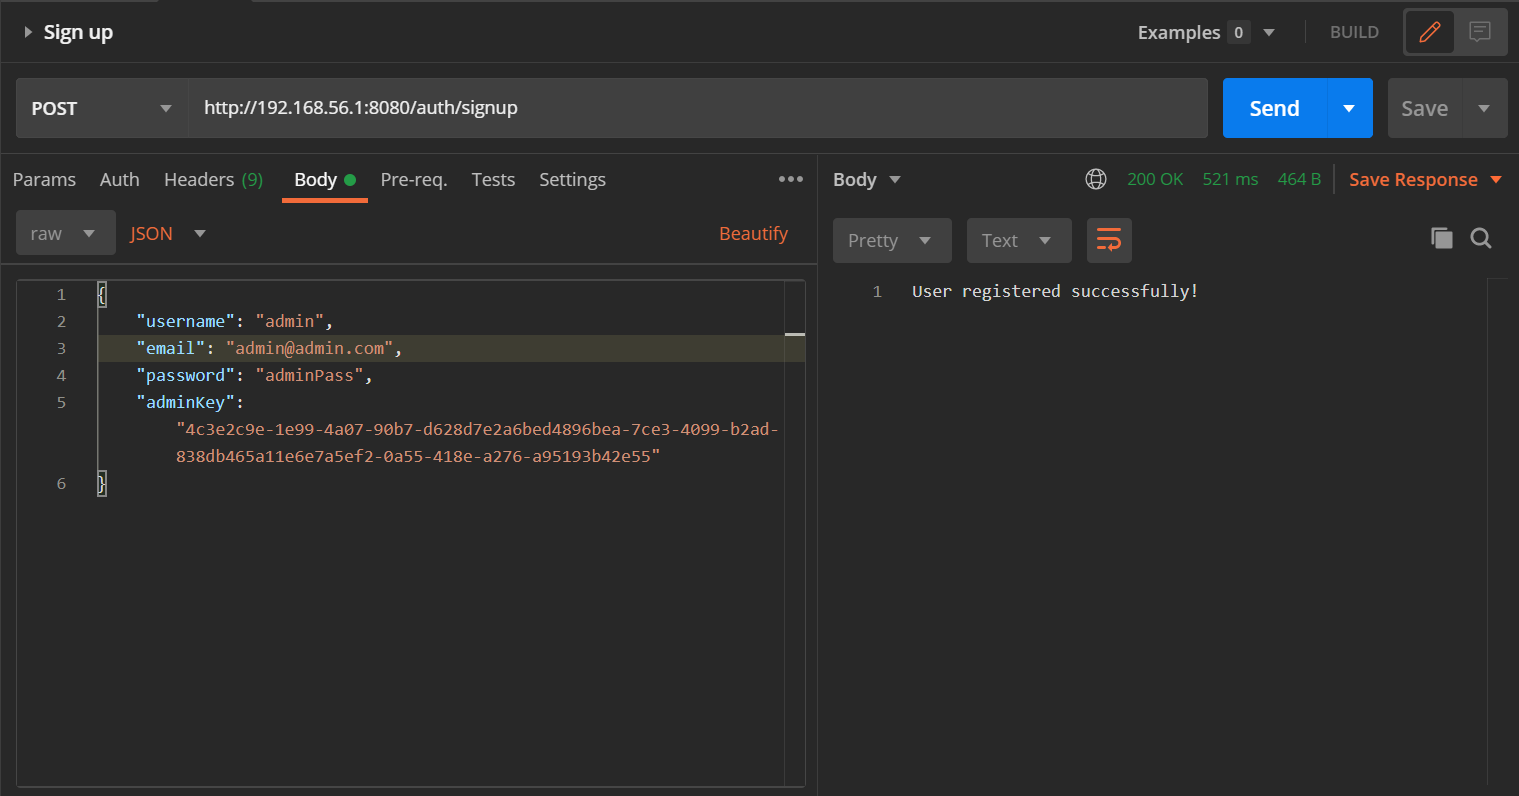 Sign up
Examples 0
BUILD
POST
http://192.168.56.1:8080/auth/signup
Send
Save
Params Auth Headers (9) Body Pre-req. Tests Settings
raw JSON Beautify
1 {
2 "username": "admin",
3 "email": "admin@admin.com",
4 "password": "adminPass",
5 "adminKey":
"4c3e2c9e-1e99-4a07-90b7-d628d7e2a6bed4896bea-7ce3-4099-b2ad-
838db465a11e6e7a5ef2-0a55-418e-a276-a95193b42e55"
6 }
Body 200 OK 521 ms 464 B Save Response
Pretty Text
1 User registered successfully!